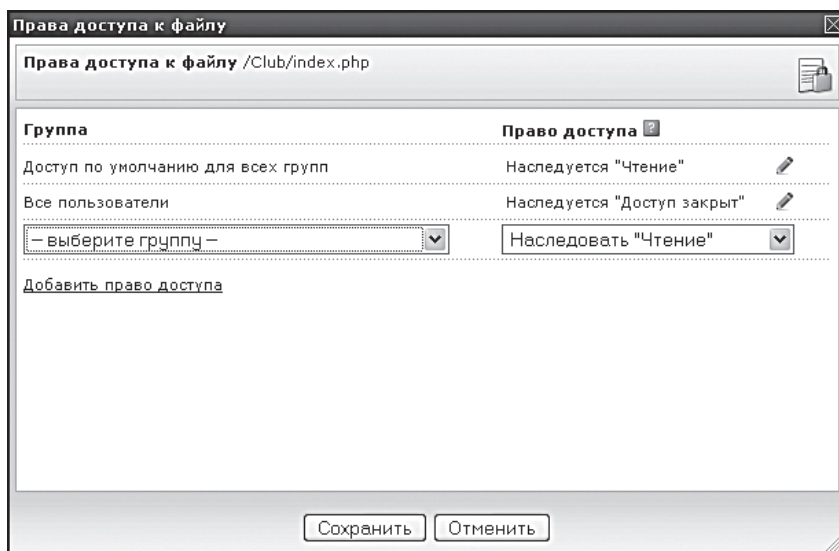 Права доступа к файлу
Права доступа к файлу /Club/index.php
Группа Право доступа ?
Доступ по умолчанию для всех групп Наследуется "Чтение"
Все пользователи Наследуется "Доступ закрыт"
— выберите группу — Наследовать "Чтение"
Добавить право доступа
Сохранить Отменить